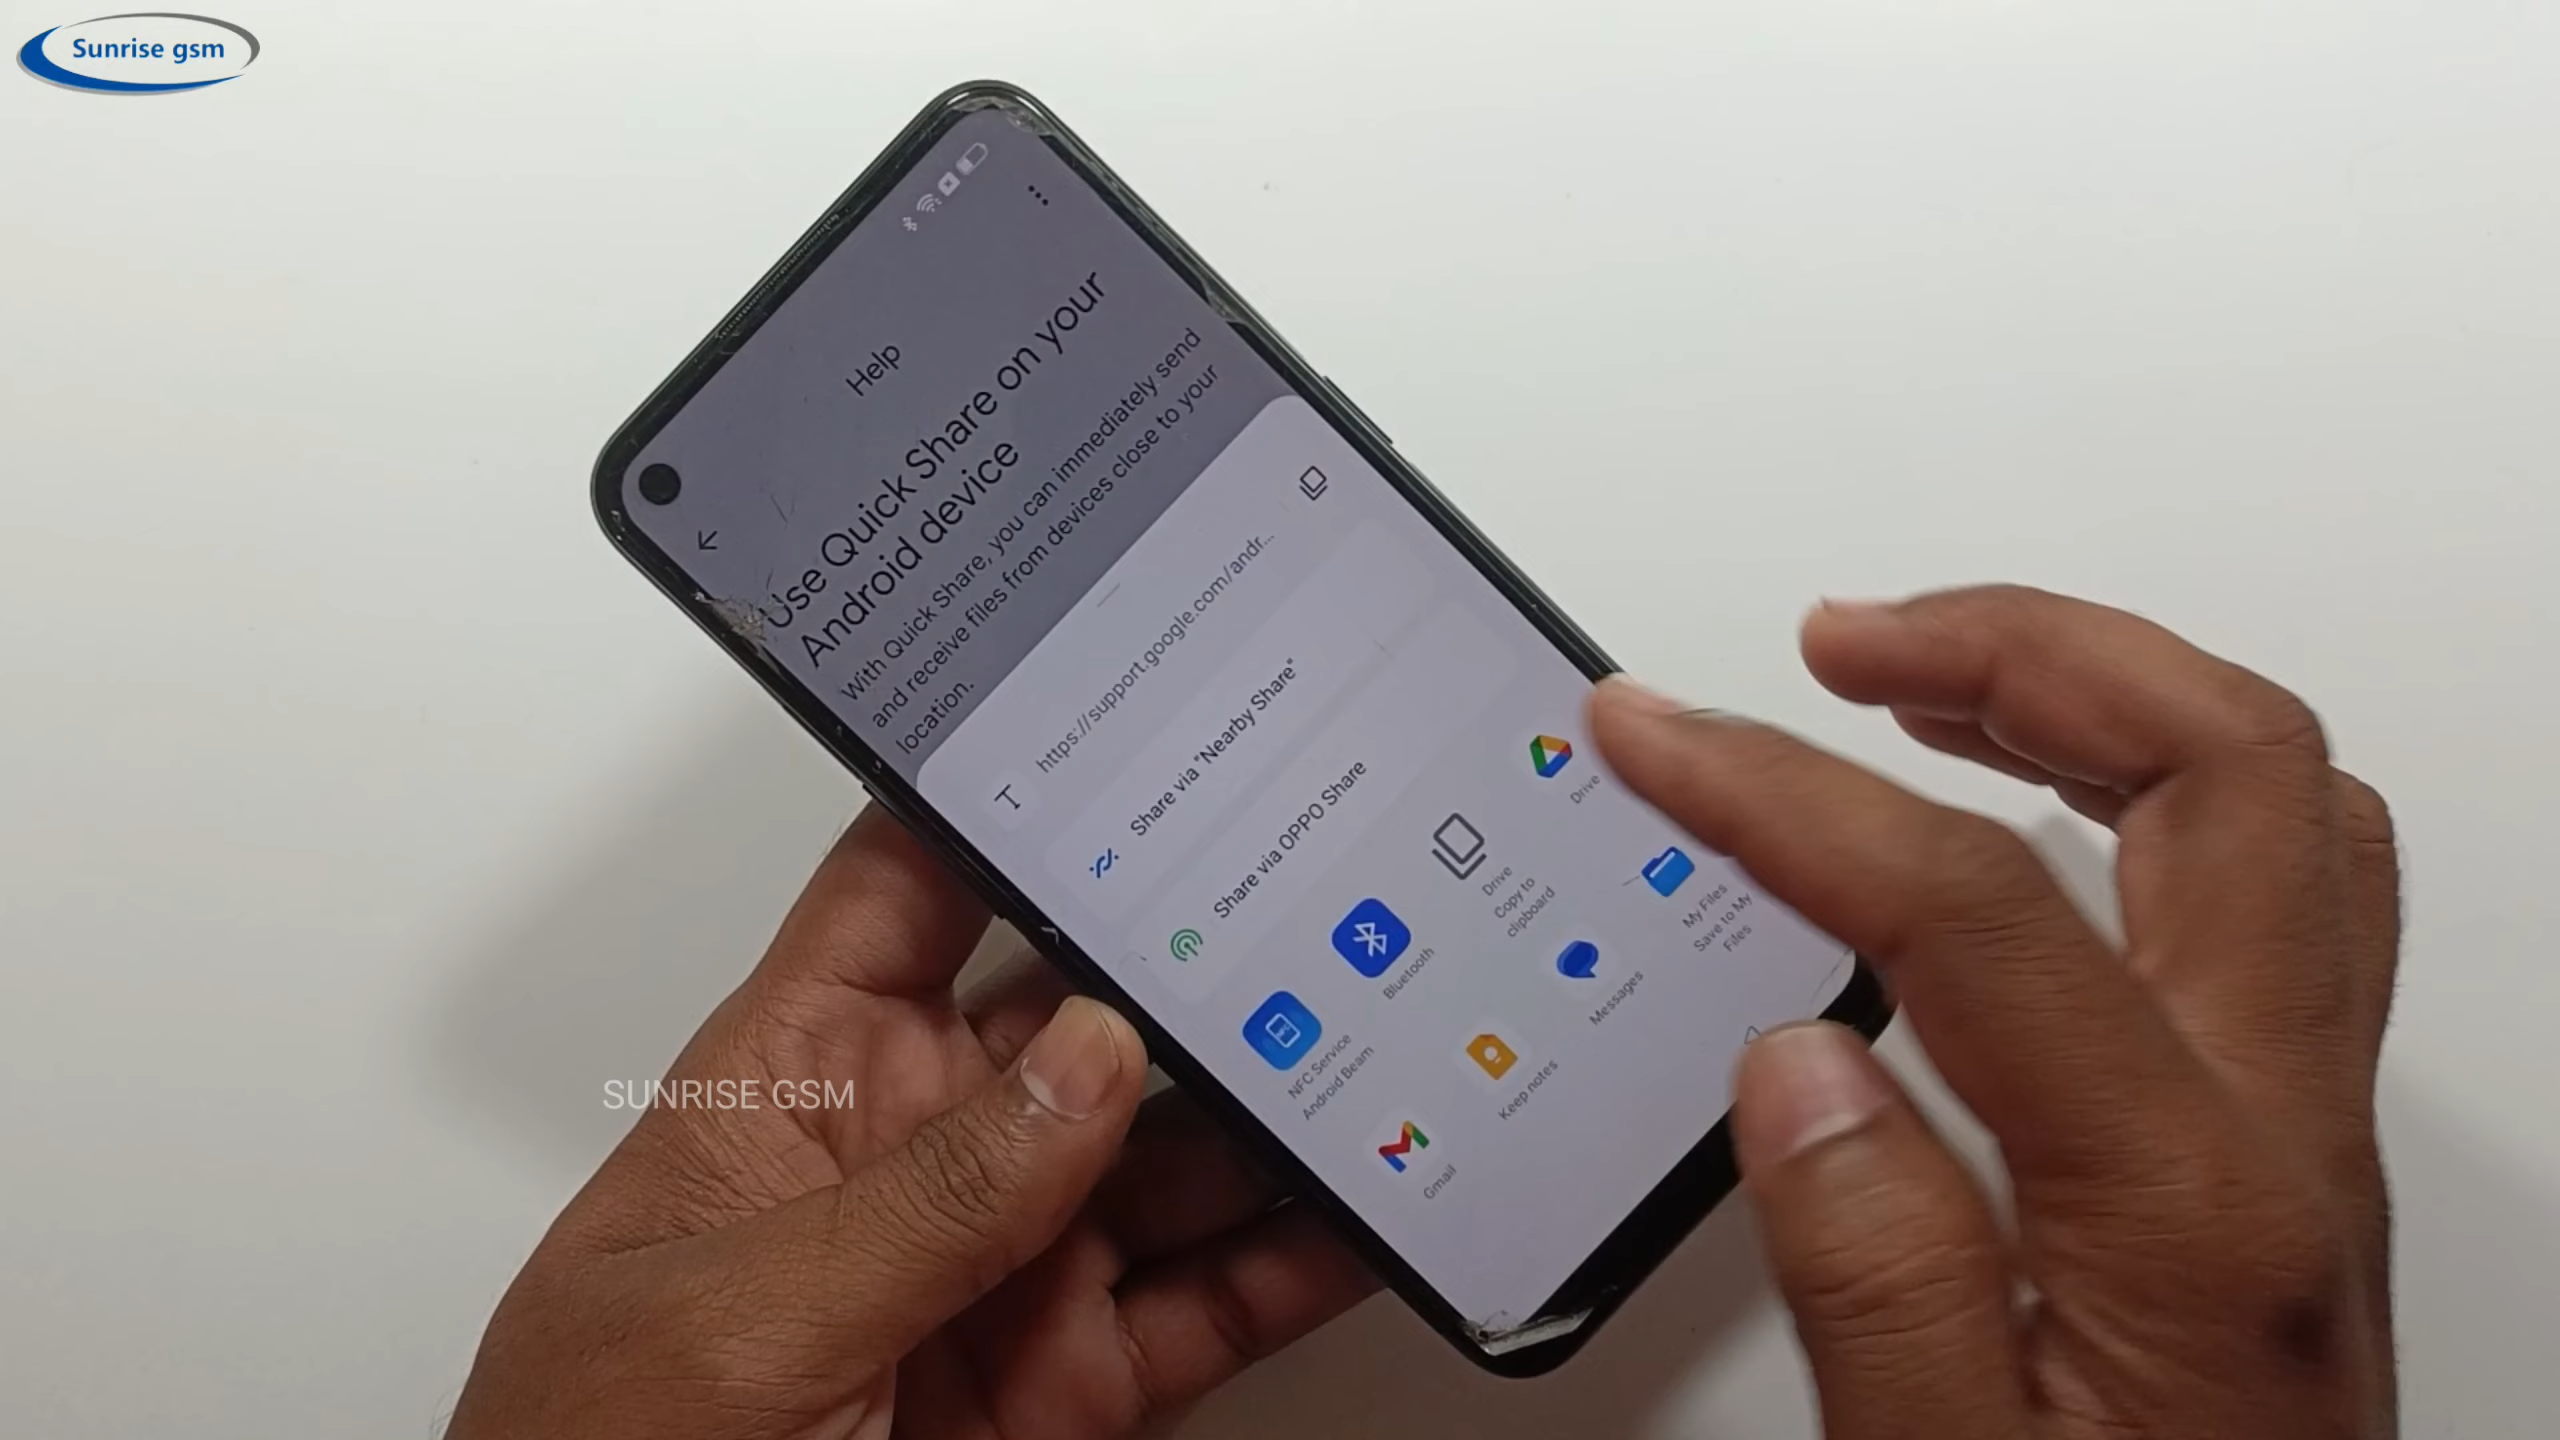 Sunrise gsm
Help
Use Quick Share on your
Android device
With Quick Share, you can immediately send
and receive files from devices close to your
location.
T
https://support.google.com/andr...
Share via "Nearby Share"
Share via OPPO Share
NFC Service
Android Beam
Bluetooth
Drive
Copy to
clipboard
Drive
Gmail
Keep notes
Messages
My Files
Save to My
Files
SUNRISE GSM